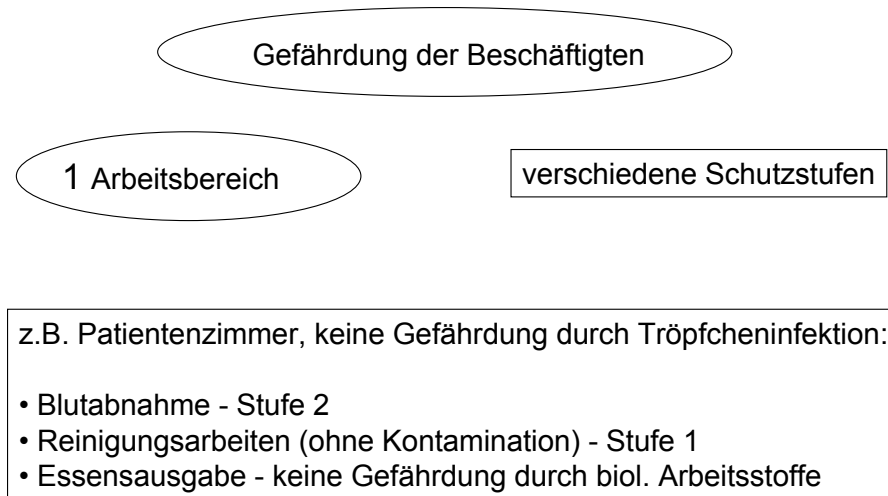 Gefährdung der Beschäftigten
1 Arbeitsbereich
verschiedene Schutzstufen
z.B. Patientenzimmer, keine Gefährdung durch Tröpfcheninfektion:
• Blutabnahme - Stufe 2
• Reinigungsarbeiten (ohne Kontamination) - Stufe 1
• Essensausgabe - keine Gefährdung durch biol. Arbeitsstoffe